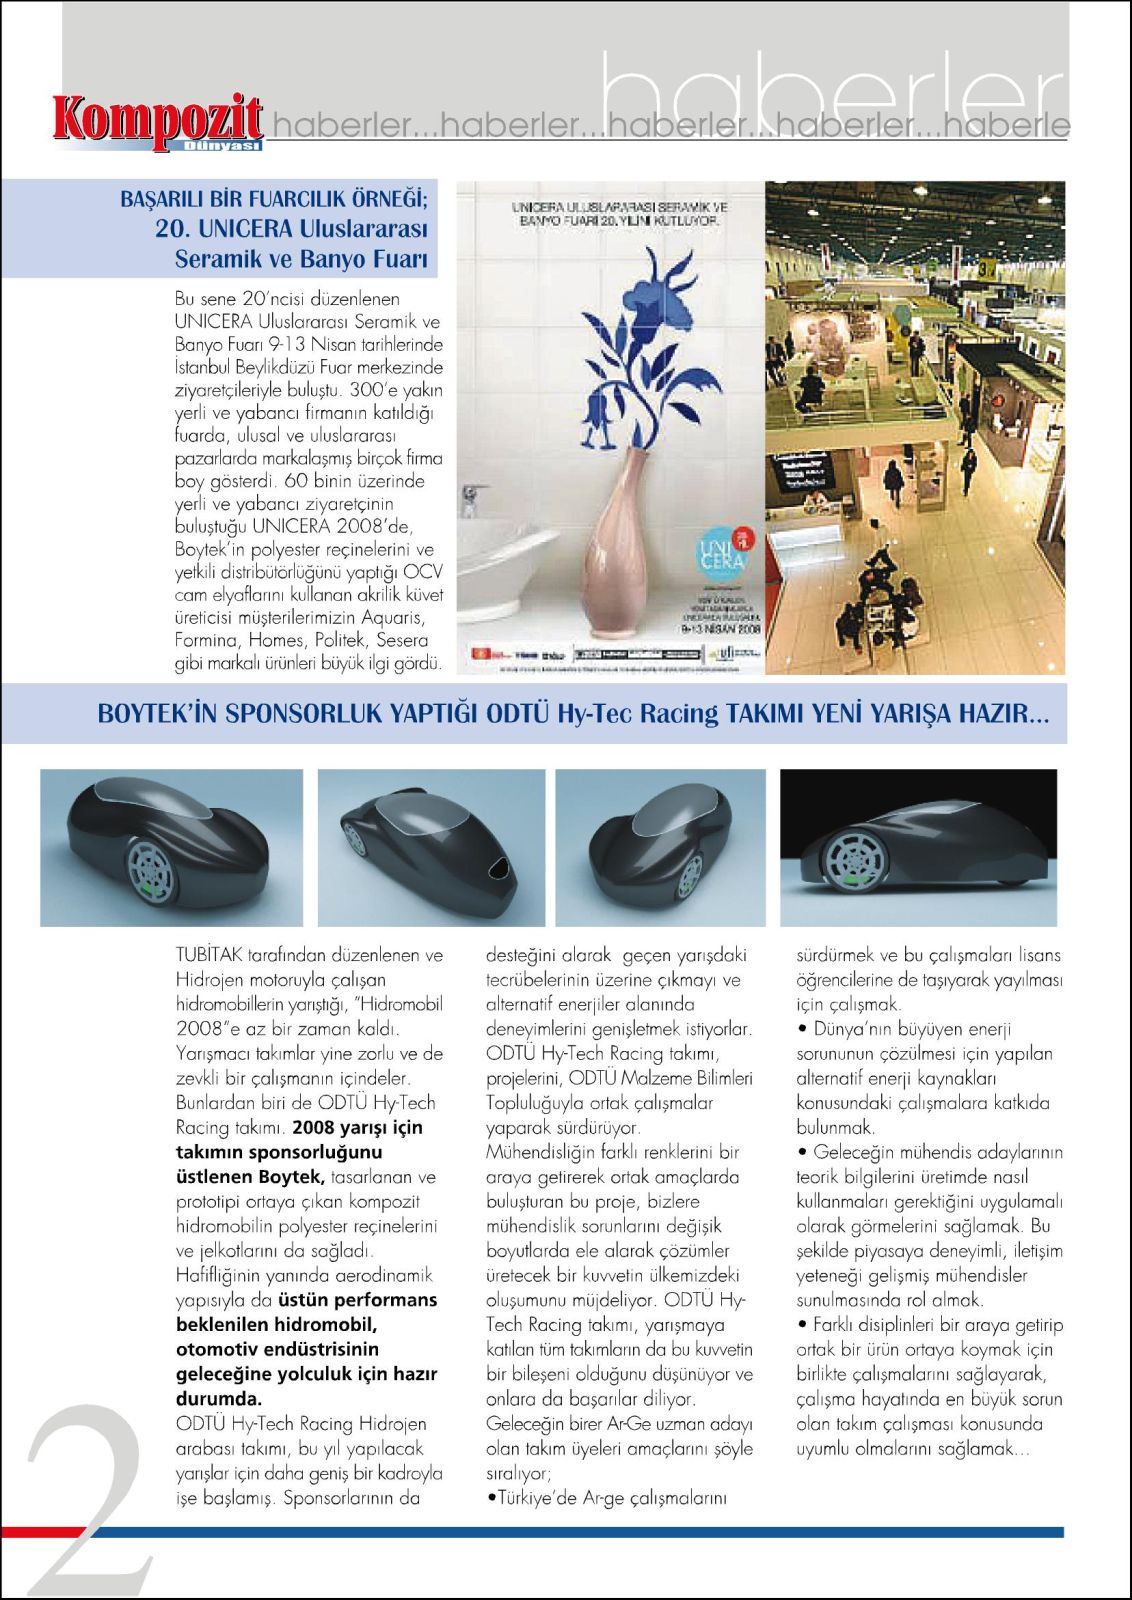 haberler
Kompozit
Dünyası
haberler...haberler...haberler...haberler...haberle
BAŞARILI BİR FUARCILIK ÖRNEĞİ;
20. UNICERA Uluslararası
Seramik ve Banyo Fuarı
Bu sene 20'ncisi düzenlenen
UNICERA Uluslararası Seramik ve
Banyo Fuarı 9-13 Nisan tarihlerinde
İstanbul Beylikdüzü Fuar merkezinde
ziyaretçileriyle buluştu. 300'e yakın
yerli ve yabancı firmanın katıldığı
fuarda, ulusal ve uluslararası
pazarlarda markalaşmış birçok firma
boy gösterdi. 60 binin üzerinde
yerli ve yabancı ziyaretçinin
buluştuğu UNICERA 2008'de,
Boytek'in polyester reçinelerini ve
yetkili distribütörlüğünü yaptığı OCV
cam elyaflarını kullanan akrilik küvet
üreticisi müşterilerimizin Aquaris,
Formina, Homes, Politek, Sesera
gibi markalı ürünleri büyük ilgi gördü.
UNICERA ULUSLARARASI SERAMİK VE
BANYO FUARI 20. YILINI KUTLUYOR.
UNI
CERA
20.
YIL
9-13 NİSAN 2008
ufi
3
BOYTEK'İN SPONSORLUK YAPTIĞI ODTÜ Hy-Tec Racing TAKIMI YENİ YARIŞA HAZIR...
TUBİTAK tarafından düzenlenen ve
Hidrojen motoruyla çalışan
hidromobillerin yarıştığı, "Hidromobil
2008"e az bir zaman kaldı.
Yarışmacı takımlar yine zorlu ve de
zevkli bir çalışmanın içindeler.
Bunlardan biri de ODTÜ Hy-Tech
Racing takımı. 2008 yarışı için
takımın sponsorluğunu
üstlenen Boytek, tasarlanan ve
prototipi ortaya çıkan kompozit
hidromobilin polyester reçinelerini
ve jelkotlarını da sağladı.
Hafifliğinin yanında aerodinamik
yapısıyla da üstün performans
beklenilen hidromobil,
otomotiv endüstrisinin
geleceğine yolculuk için hazır
durumda.
ODTÜ Hy-Tech Racing Hidrojen
arabası takımı, bu yıl yapılacak
yarışlar için daha geniş bir kadroyla
işe başlamış. Sponsorlarının da
desteğini alarak  geçen yarışdaki
tecrübelerinin üzerine çıkmayı ve
alternatif enerjiler alanında
deneyimlerini genişletmek istiyorlar.
ODTÜ Hy-Tech Racing takımı,
projelerini, ODTÜ Malzeme Bilimleri
Topluluğuyla ortak çalışmalar
yaparak sürdürüyor.
Mühendisliğin farklı renklerini bir
araya getirerek ortak amaçlarda
buluşturan bu proje, bizlere
mühendislik sorunlarını değişik
boyutlarda ele alarak çözümler
üretecek bir kuvvetin ülkemizdeki
oluşumunu müjdeliyor. ODTÜ Hy-
Tech Racing takımı, yarışmaya
katılan tüm takımların da bu kuvvetin
bir bileşeni olduğunu düşünüyor ve
onlara da başarılar diliyor.
Geleceğin birer Ar-Ge uzman adayı
olan takım üyeleri amaçlarını şöyle
sıralıyor;
•Türkiye'de Ar-ge çalışmalarını
sürdürmek ve bu çalışmaları lisans
öğrencilerine de taşıyarak yayılması
için çalışmak.
• Dünya'nın büyüyen enerji
sorununun çözülmesi için yapılan
alternatif enerji kaynakları
konusundaki çalışmalara katkıda
bulunmak.
• Geleceğin mühendis adaylarının
teorik bilgilerini üretimde nasıl
kullanmaları gerektiğini uygulamalı
olarak görmelerini sağlamak. Bu
şekilde piyasaya deneyimli, iletişim
yeteneği gelişmiş mühendisler
sunulmasında rol almak.
• Farklı disiplinleri bir araya getirip
ortak bir ürün ortaya koymak için
birlikte çalışmalarını sağlayarak,
çalışma hayatında en büyük sorun
olan takım çalışması konusunda
uyumlu olmalarını sağlamak...
2